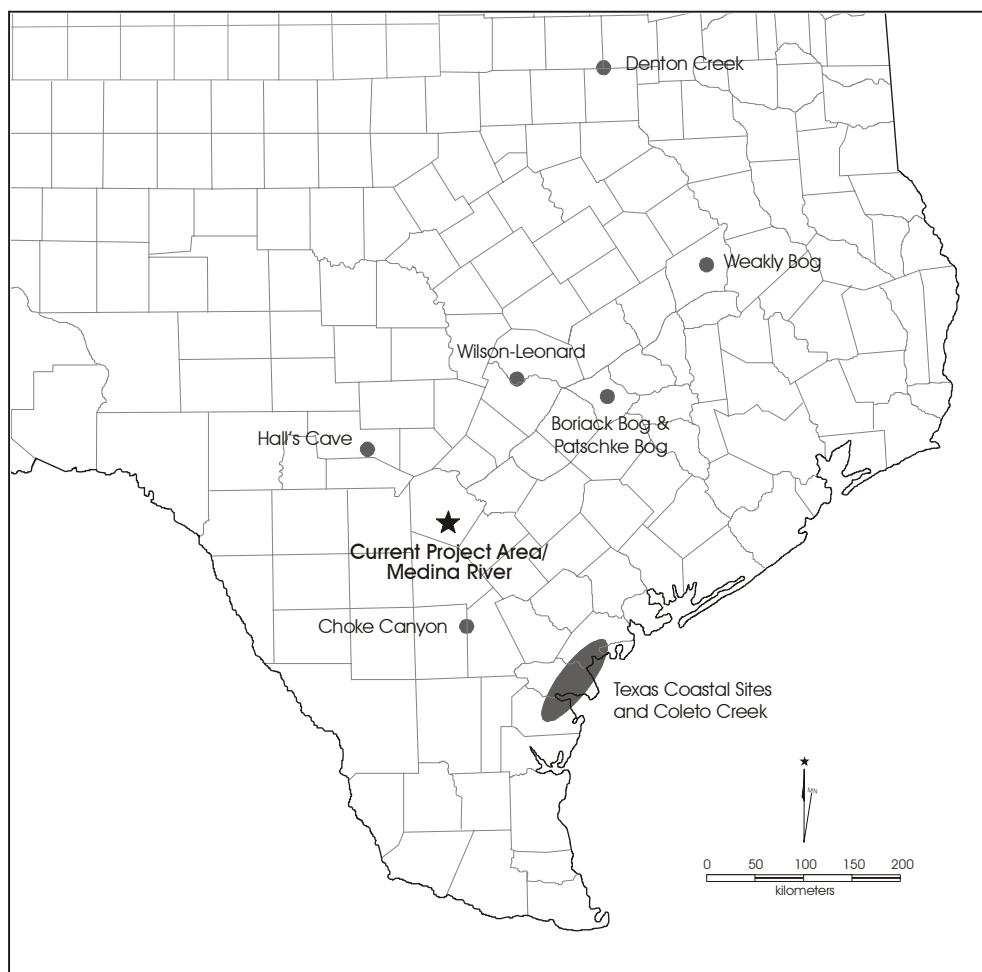 Denton Creek
Weakly Bog
Wilson-Leonard
Boriack Bog &
Patschke Bog
Hall's Cave
Current Project Area/
Medina River
Choke Canyon
Texas Coastal Sites
and Coleto Creek
MN
0 50 100 150 200
kilometers